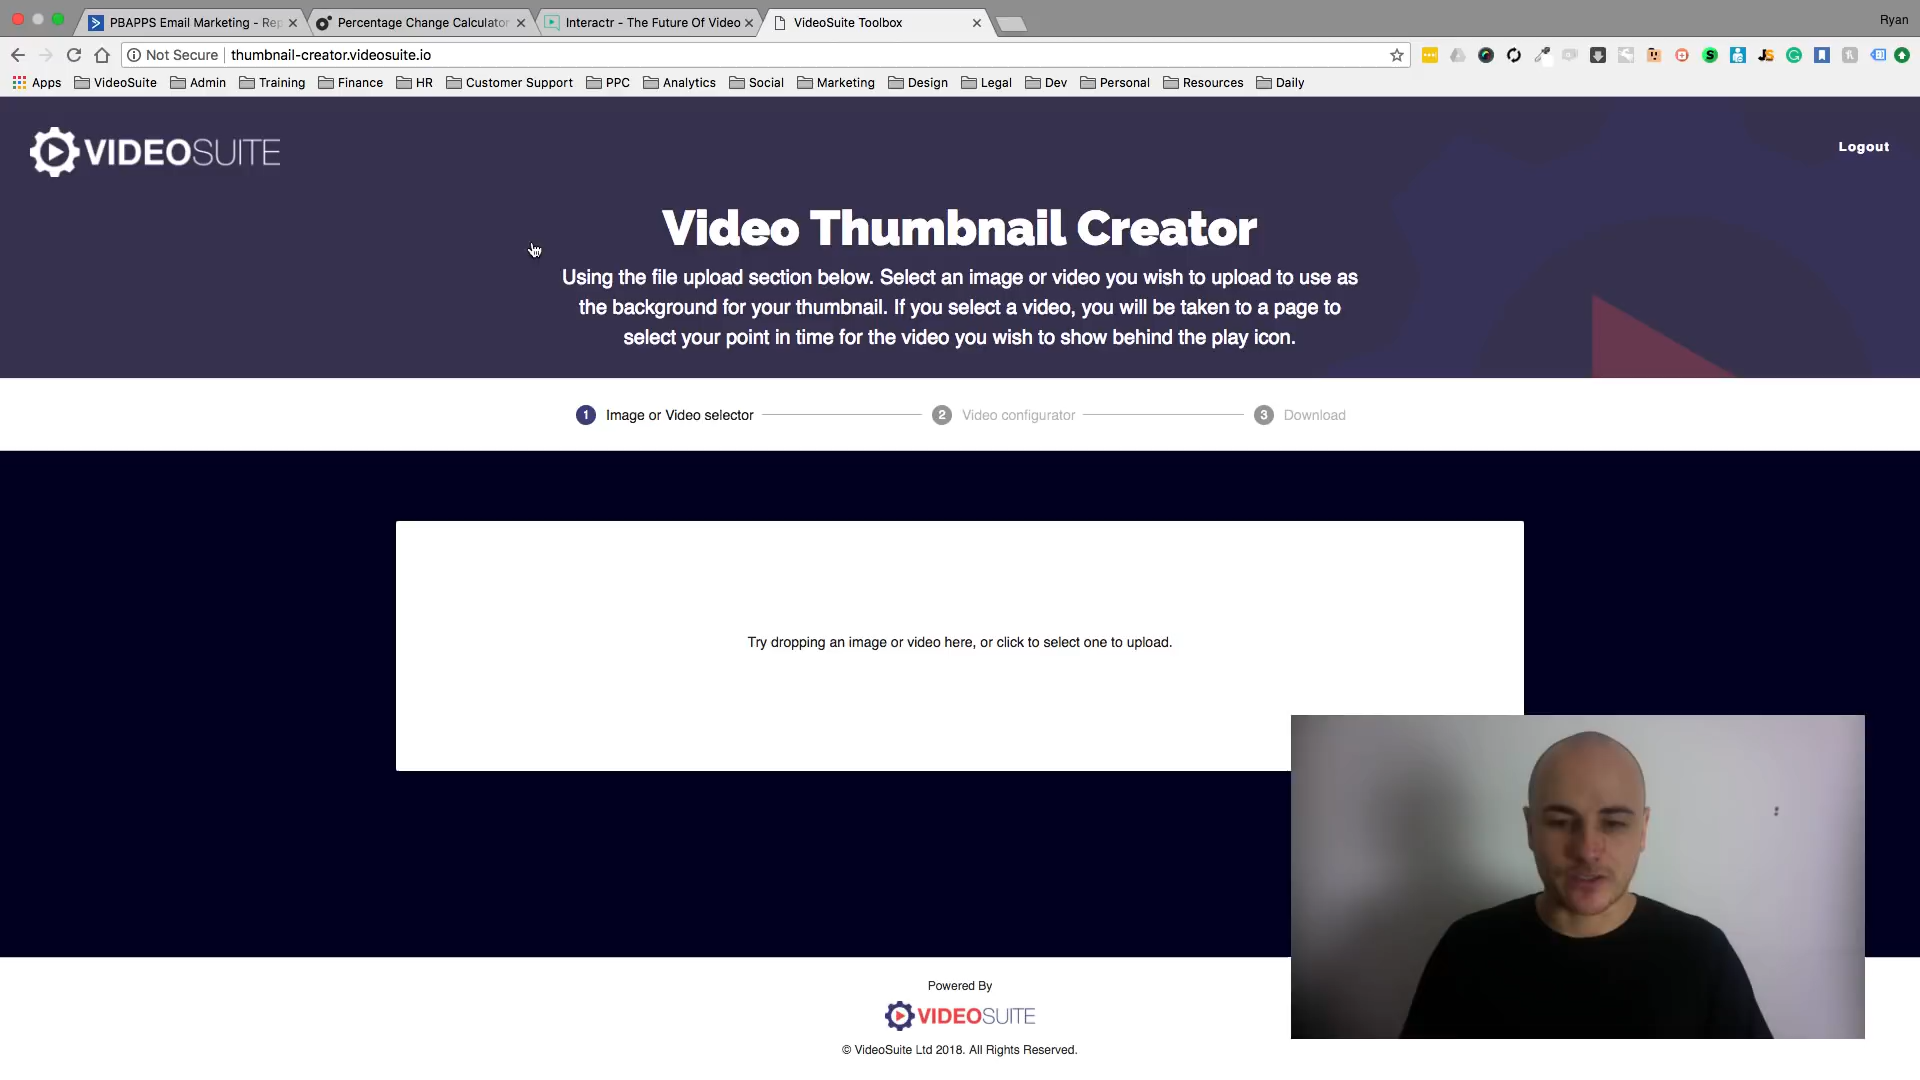 PBAPPS Email Marketing - Rep
Percentage Change Calculator
Interactr - The Future Of Video
VideoSuite Toolbox
Ryan
Not Secure
thumbnail-creator.videosuite.io
Apps
VideoSuite
Admin
Training
Finance
HR
Customer Support
PPC
Analytics
Social
Marketing
Design
Legal
Dev
Personal
Resources
Daily
VIDEOSUITE
Logout
Video Thumbnail Creator
Using the file upload section below. Select an image or video you wish to upload to use as
the background for your thumbnail. If you select a video, you will be taken to a page to
select your point in time for the video you wish to show behind the play icon.
1 Image or Video selector
2 Video configurator
3 Download
Try dropping an image or video here, or click to select one to upload.
Powered By
VIDEOSUITE
© VideoSuite Ltd 2018. All Rights Reserved.